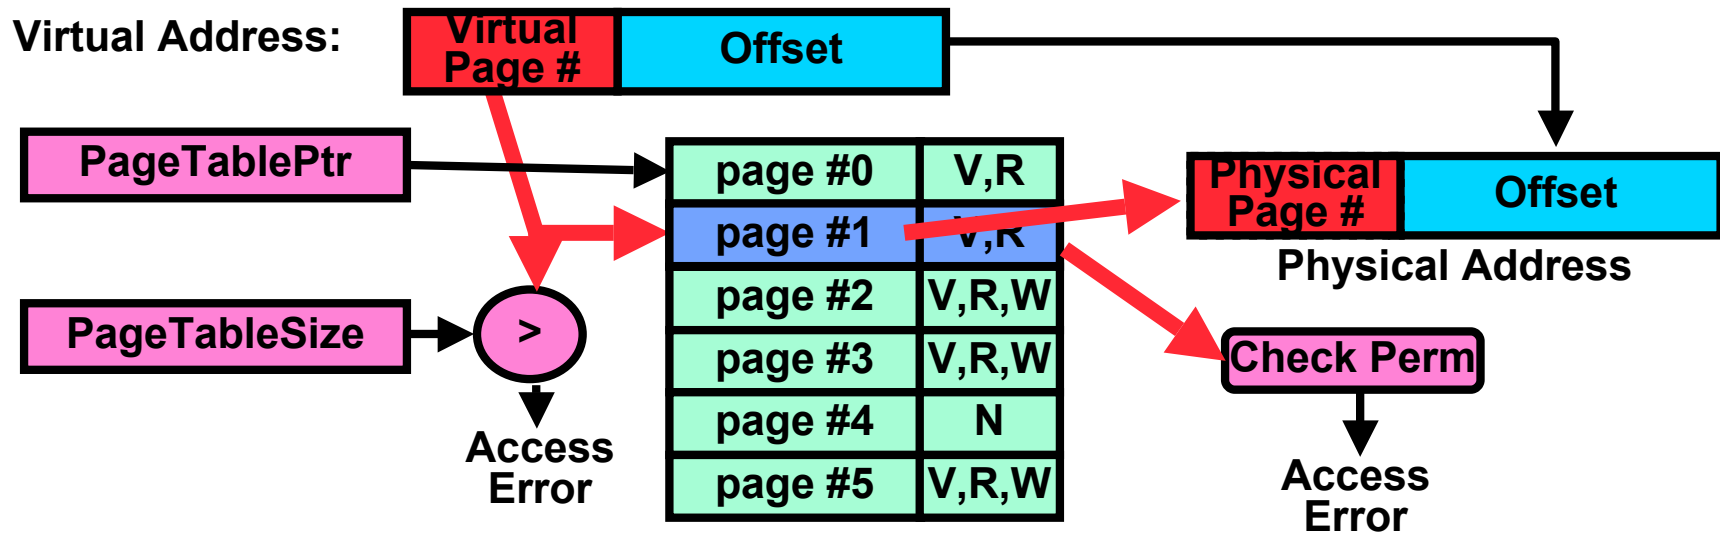 Virtual Address:
Virtual
Page #
Offset
PageTablePtr
page #0 V,R
page #1 V,R
page #2 V,R,W
page #3 V,R,W
page #4 N
page #5 V,R,W
Physical
Page #
Offset
Physical Address
PageTableSize
>
Access
Error
Check Perm
Access
Error